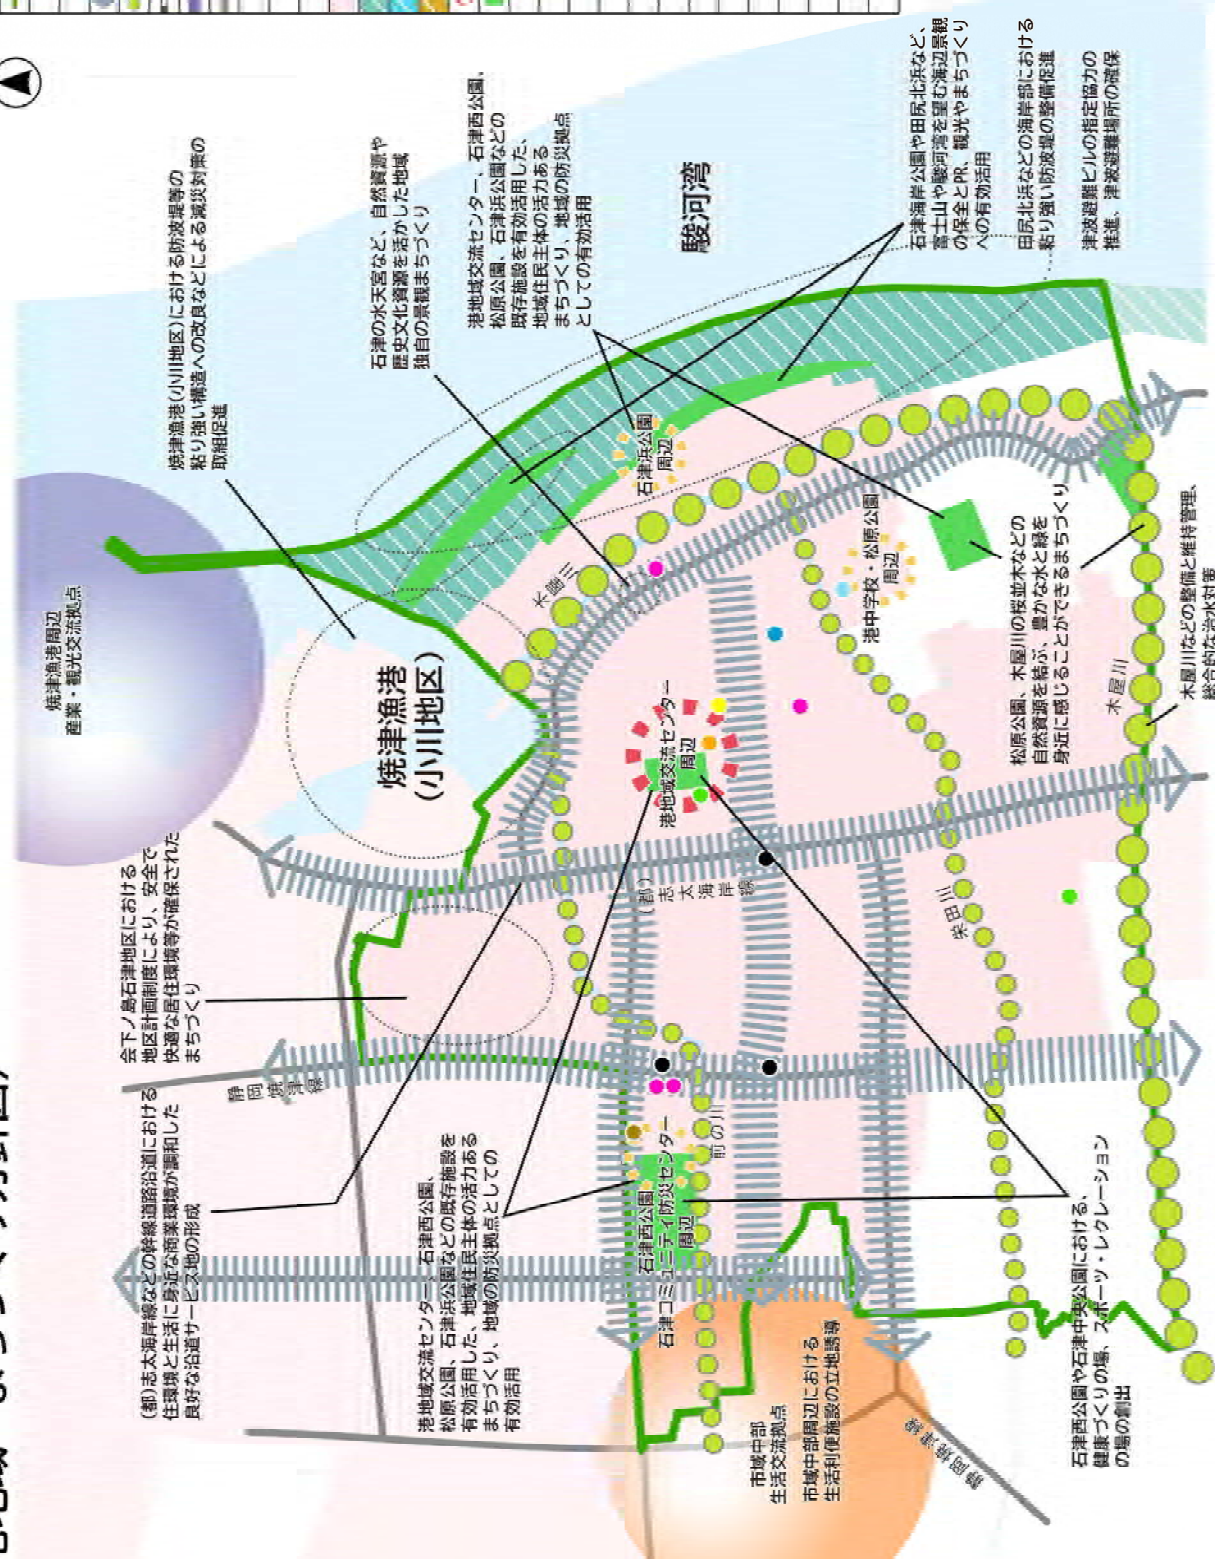 焼津漁港周辺
産業・観光交流拠点
焼津漁港(小川地区)における防波堤等の
粘り強い構造への改良などによる減災対策の
取組促進
石津の水天宮など、自然資源や
歴史文化資源を活かした地域
独自の景観まちづくり
港地域交流センター、石津西公園、
松原公園、石津浜公園などの
既存施設を有効活用した、
地域住民主体の活力ある
まちづくり、地域の防災拠点
としての有効活用
駿河湾
石津海岸公園や田尻北浜など、
富士山や駿河湾を望む海辺景観
の保全とPR、観光やまちづくり
への有効活用
田尻北浜などの海岸部における
粘り強い防波堤の整備促進
津波避難ビルの指定協力の
推進、津波避難場所の確保
焼津漁港
(小川地区)
石津浜公園
周辺
港中学校・松原公園
周辺
港地域交流センター
周辺
松原公園、木屋川の桜並木などの
自然資源を結ぶ、豊かな水と緑を
身近に感じることができるまちづくり
木屋川
木屋川などの整備と維持管理、
総合的な治水対策
会下ノ島石津地区における
地区計画制度により、安全で
快適な居住環境等が確保された
まちづくり
(都)志太海岸線
栄田川
静岡焼津線
(都)志太海岸線などの幹線道路沿道における
住環境と生活に身近な商業環境が調和した
良好な沿道サービス地の形成
港地域交流センター、石津西公園、
松原公園、石津浜公園などの既存施設を
有効活用した、地域住民主体の活力ある
まちづくり、地域の防災拠点としての
有効活用
石津西公園
石津コミュニティ防災センター
周辺
前の川
市域中部
生活交流拠点
市域中部周辺における
生活利便施設の立地誘導
静岡焼津線
石津西公園や石津中央公園における、
健康づくりの場、スポーツ・レクレーション
の場の創出